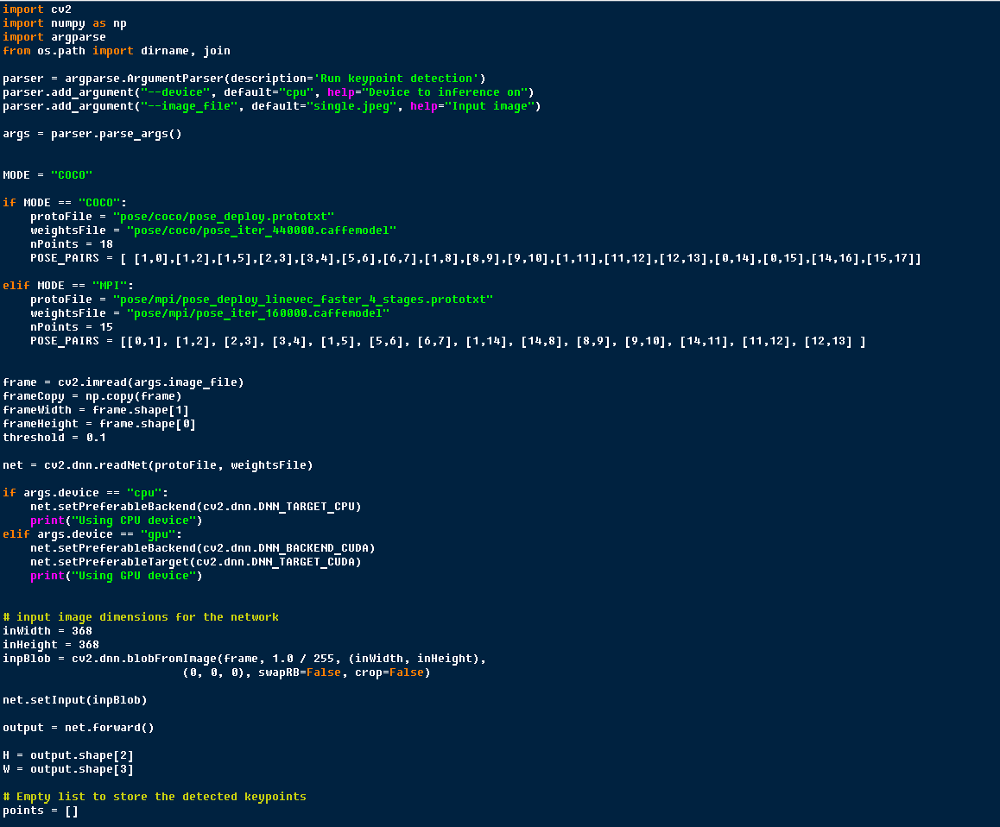 import cv2
import numpy as np
import argparse
from os.path import dirname, join
parser = argparse.ArgumentParser(description='Run keypoint detection')
parser.add_argument("--device", default="cpu", help="Device to inference on")
parser.add_argument("--image_file", default="single.jpeg", help="Input image")
args = parser.parse_args()
MODE = "COCO"
if MODE == "COCO":
    protoFile = "pose/coco/pose_deploy.prototxt"
    weightsFile = "pose/coco/pose_iter_440000.caffemodel"
    nPoints = 18
    POSE_PAIRS = [ [1,0],[1,2],[1,5],[2,3],[3,4],[5,6],[6,7],[1,8],[8,9],[9,10],[1,11],[11,12],[12,13],[0,14],[0,15],[14,16],[15,17]]
elif MODE == "MPI":
    protoFile = "pose/mpi/pose_deploy_linevec_faster_4_stages.prototxt"
    weightsFile = "pose/mpi/pose_iter_160000.caffemodel"
    nPoints = 15
    POSE_PAIRS = [[0,1], [1,2], [2,3], [3,4], [1,5], [5,6], [6,7], [1,14], [14,8], [8,9], [9,10], [14,11], [11,12], [12,13] ]
frame = cv2.imread(args.image_file)
frameCopy = np.copy(frame)
frameWidth = frame.shape[1]
frameHeight = frame.shape[0]
threshold = 0.1
net = cv2.dnn.readNet(protoFile, weightsFile)
if args.device == "cpu":
    net.setPreferableBackend(cv2.dnn.DNN_TARGET_CPU)
    print("Using CPU device")
elif args.device == "gpu":
    net.setPreferableBackend(cv2.dnn.DNN_BACKEND_CUDA)
    net.setPreferableTarget(cv2.dnn.DNN_TARGET_CUDA)
    print("Using GPU device")
# input image dimensions for the network
inWidth = 368
inHeight = 368
inpBlob = cv2.dnn.blobFromImage(frame, 1.0 / 255, (inWidth, inHeight),
                          (0, 0, 0), swapRB=False, crop=False)
net.setInput(inpBlob)
output = net.forward()
H = output.shape[2]
W = output.shape[3]
# Empty list to store the detected keypoints
points = []